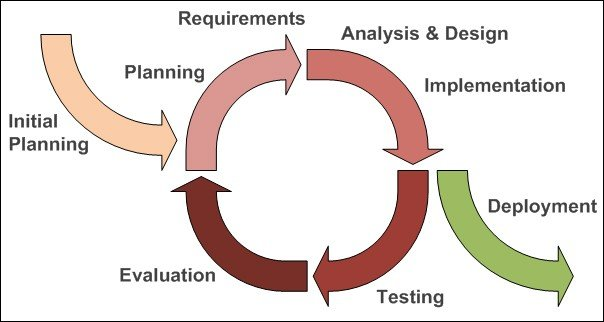 Requirements
Analysis & Design
Planning
Implementation
Initial
Planning
Deployment
Evaluation
Testing